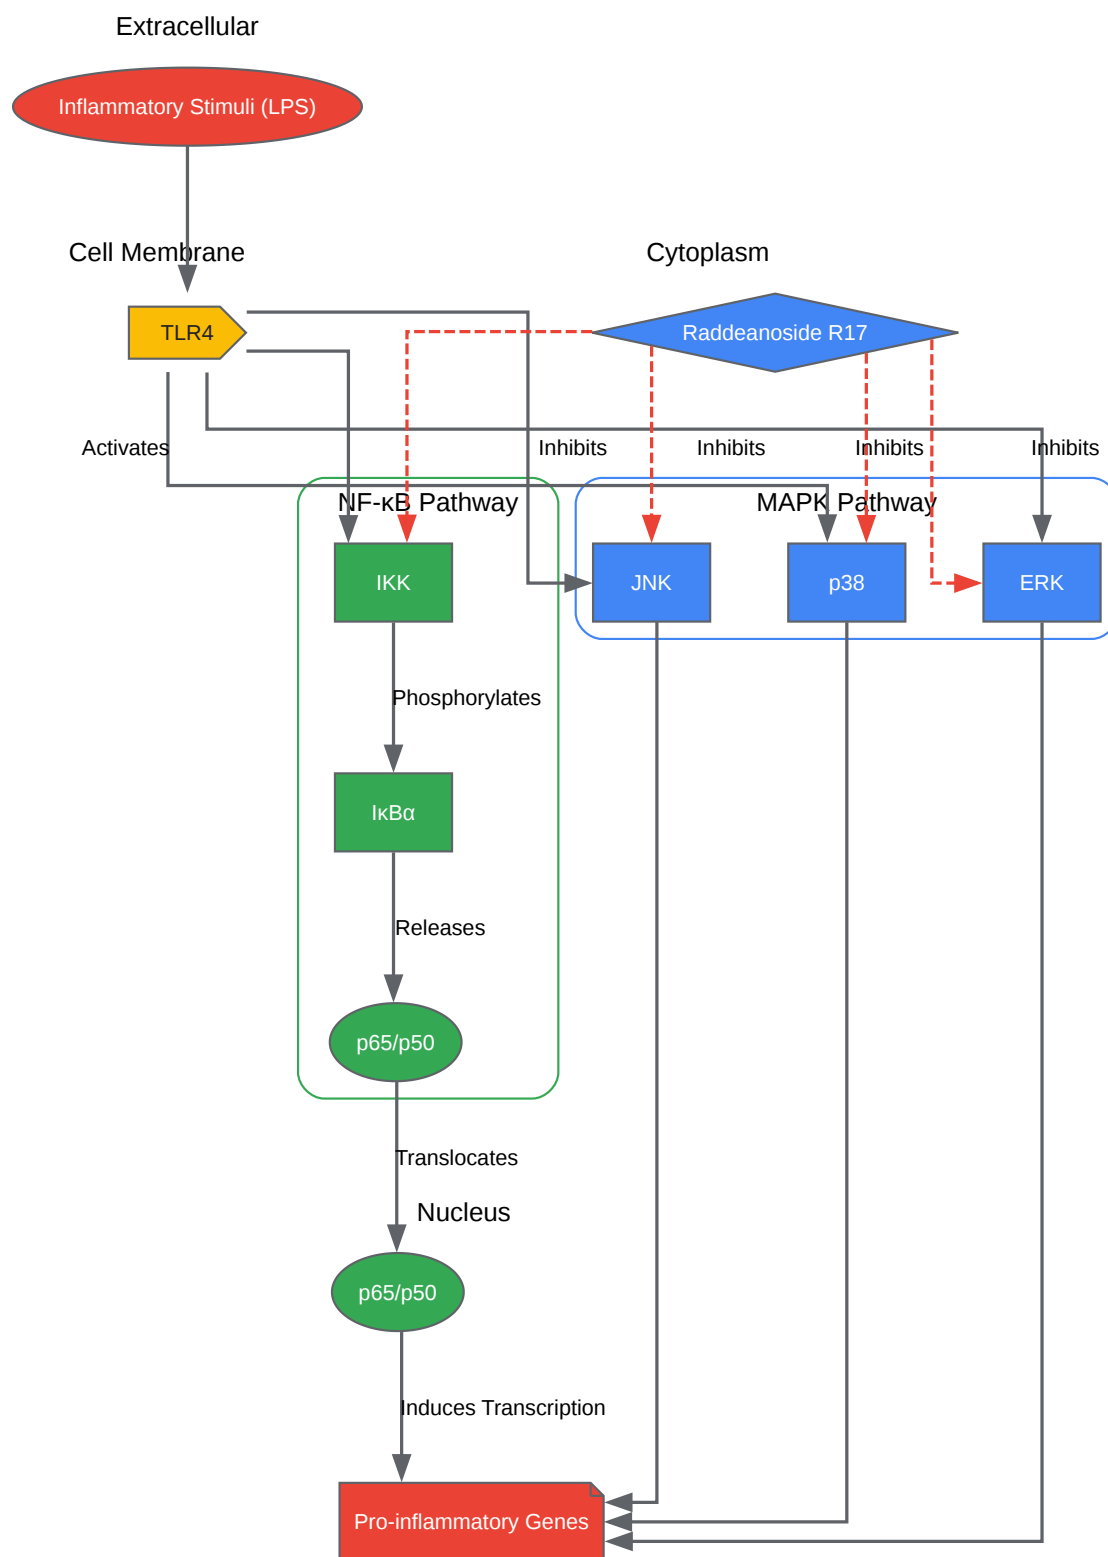 Extracellular
Inflammatory Stimuli (LPS)
Cell Membrane
Cytoplasm
TLR4
Raddeanoside R17
Activates
Inhibits
Inhibits
Inhibits
Inhibits
NF-κB Pathway
MAPK Pathway
IKK
JNK
p38
ERK
Phosphorylates
IκBα
Releases
p65/p50
Translocates
Nucleus
p65/p50
Induces Transcription
Pro-inflammatory Genes